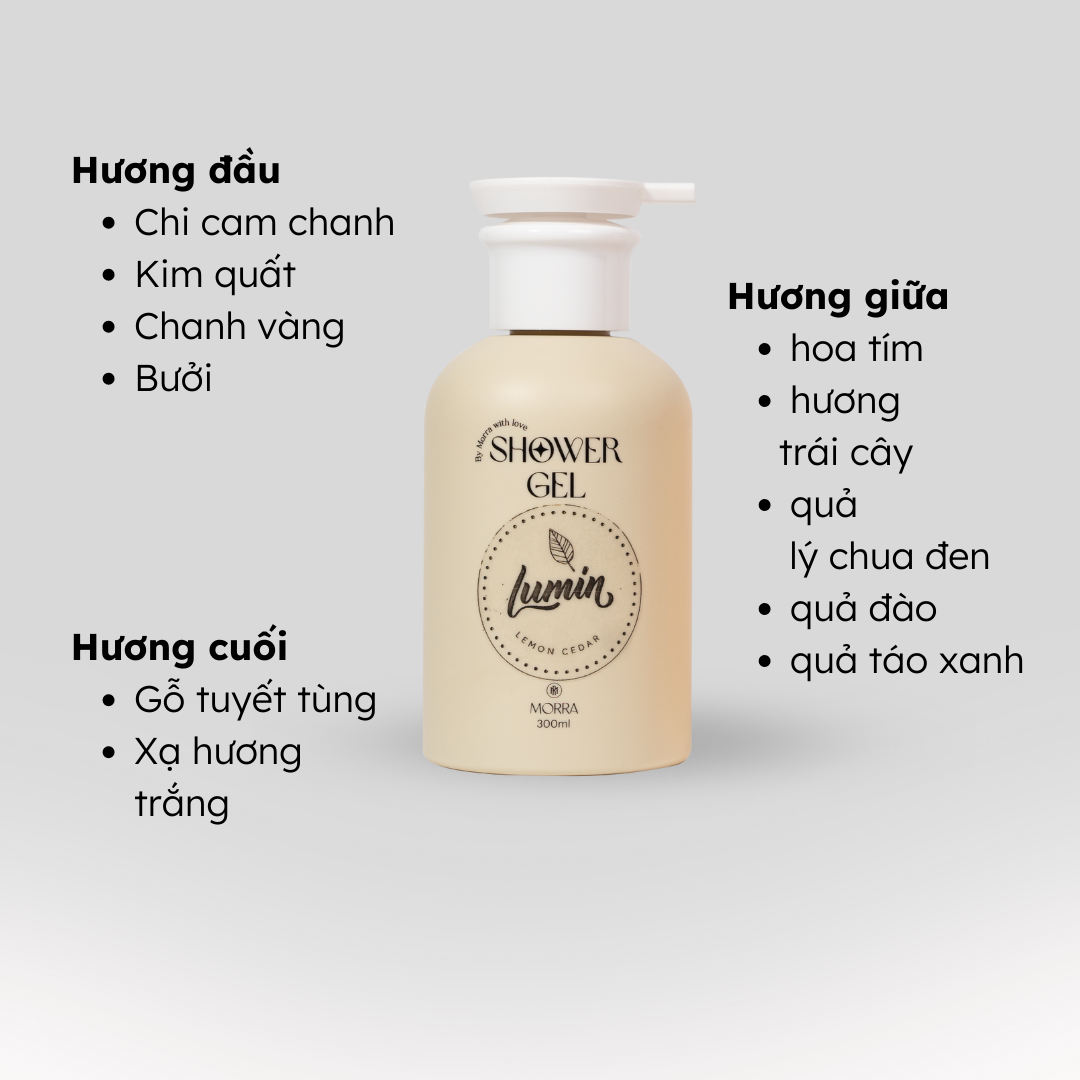 Hương đầu
Chi cam chanh
Kim quất
Chanh vàng
Bưởi
Hương giữa
hoa tím
hương
trái cây
quả
lý chua đen
quả đào
quả táo xanh
Hương cuối
Gỗ tuyết tùng
Xạ hương
trắng
By Morra with love
SHOWER
GEL
Lumin
LEMON CEDAR
MORRA
300ml